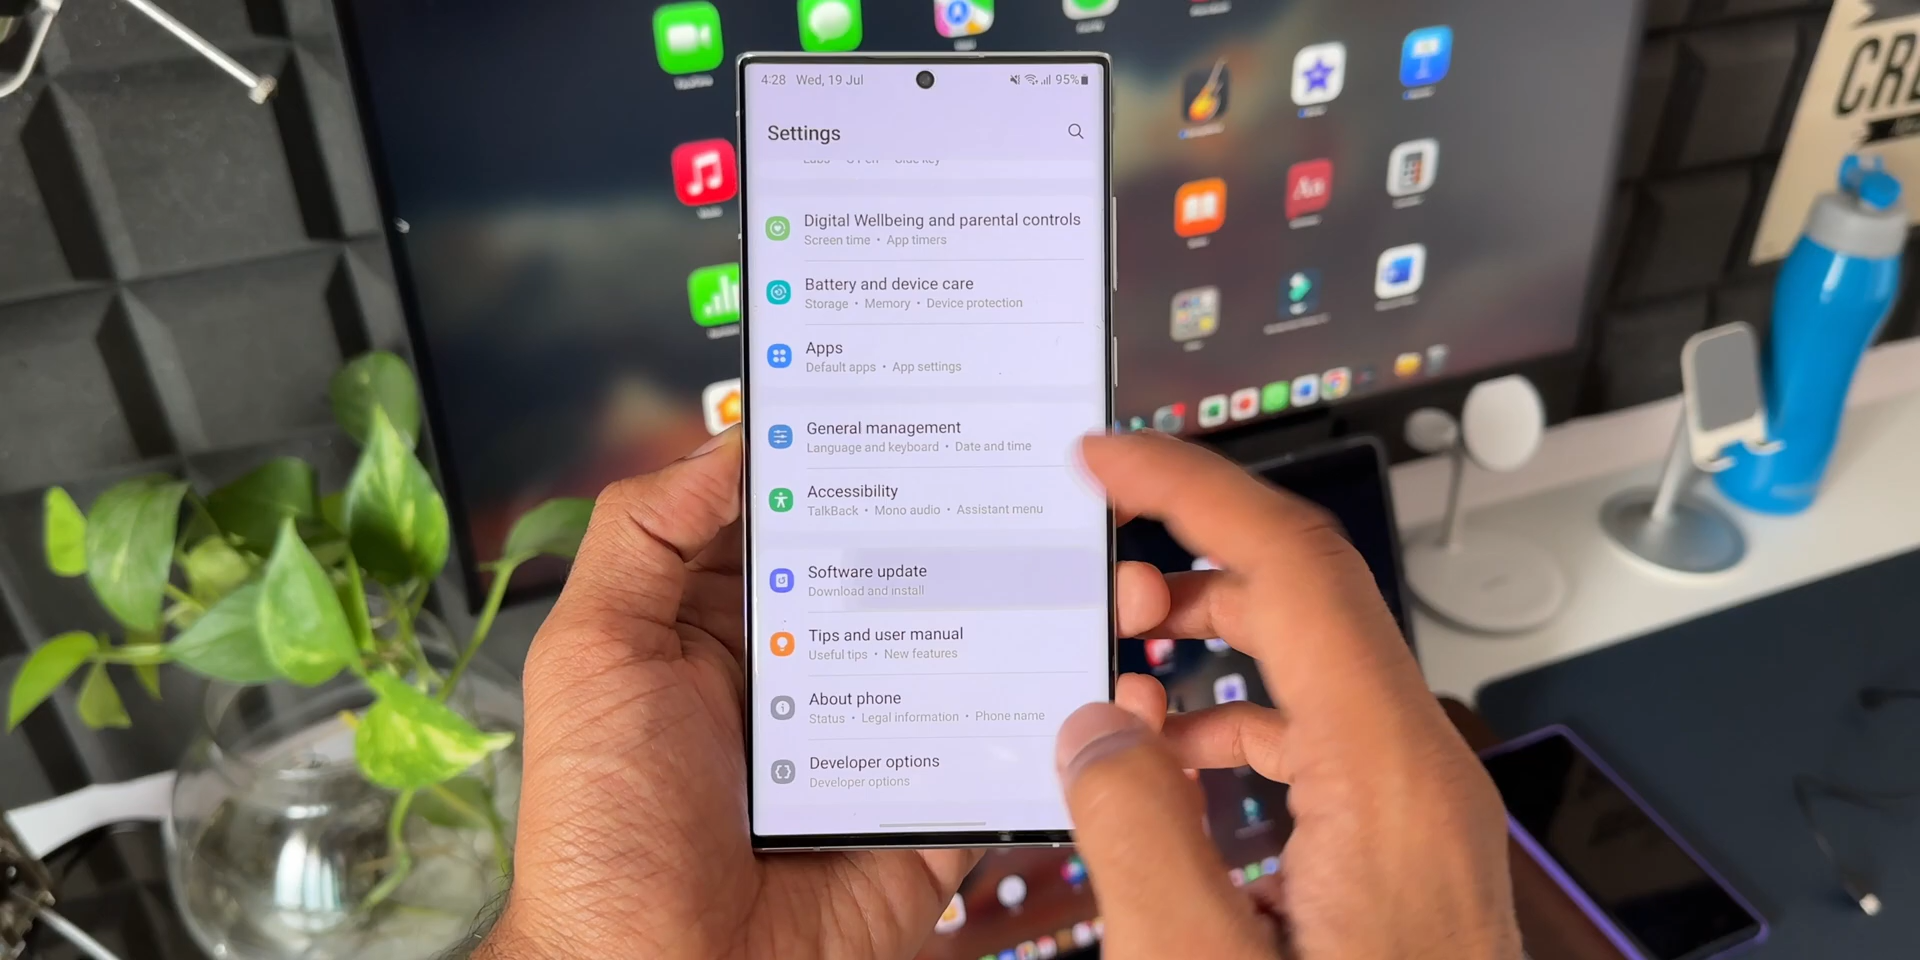 4:28 Wed, 19 Jul 95%
Settings
Digital Wellbeing and parental controls
Screen time • App timers
Battery and device care
Storage • Memory • Device protection
Apps
Default apps • App settings
General management
Language and keyboard • Date and time
Accessibility
TalkBack • Mono audio • Assistant menu
Software update
Download and install
Tips and user manual
Useful tips • New features
About phone
Status • Legal information • Phone name
Developer options
Developer options
CRE
Aa